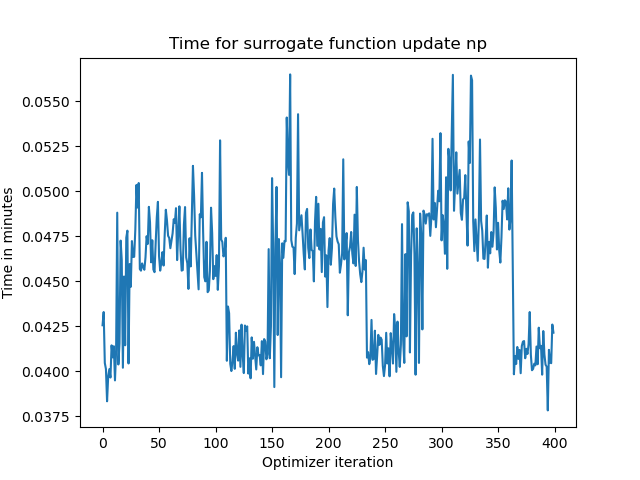 Time for surrogate function update np
0.0550
0.0525
0.0500
0.0475
0.0450
0.0425
0.0400
0.0375
Time in minutes
0 50 100 150 200 250 300 350 400
Optimizer iteration